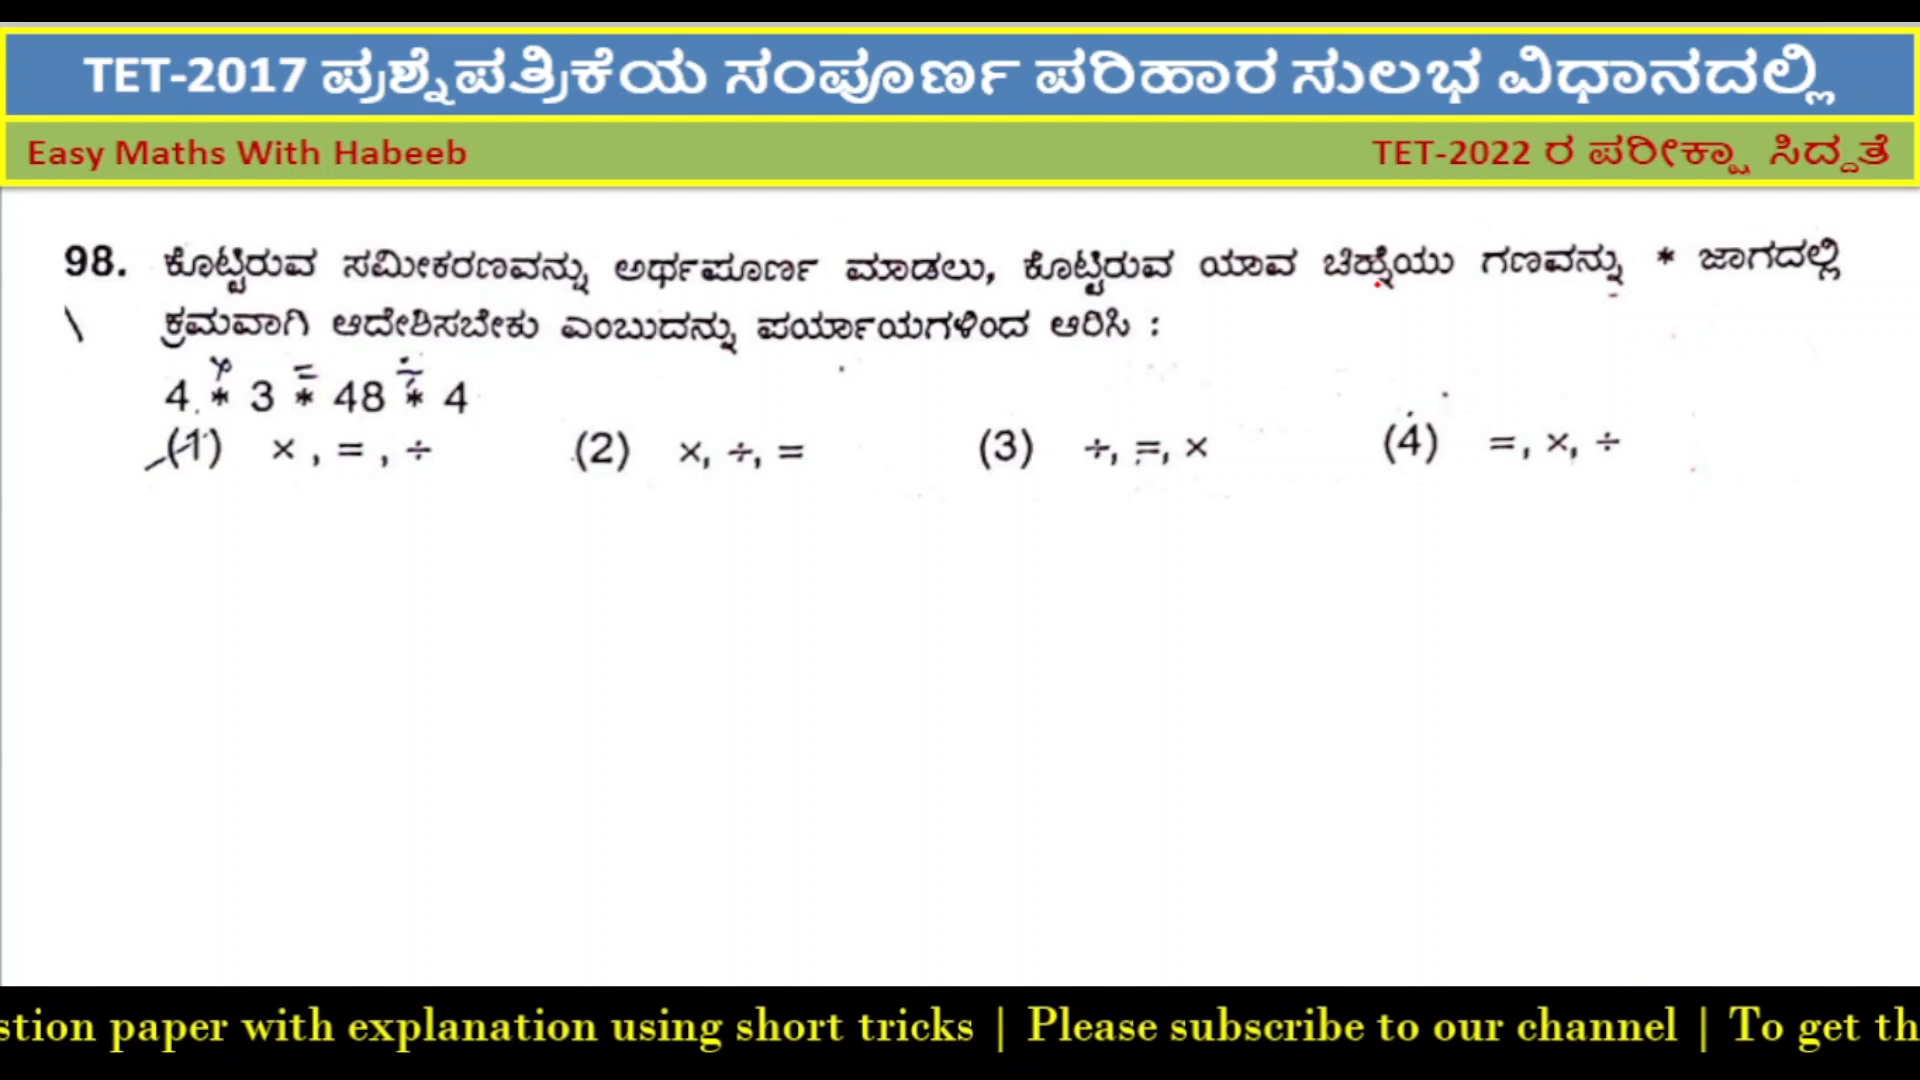 TET-2017 ಪ್ರಶ್ನೆಪತ್ರಿಕೆಯ ಸಂಪೂರ್ಣ ಪರಿಹಾರ ಸುಲಭ ವಿಧಾನದಲ್ಲಿ
Easy Maths With Habeeb TET-2022 ರ ಪರೀಕ್ಷಾ ಸಿದ್ದತೆ
98. ಕೊಟ್ಟಿರುವ ಸಮೀಕರಣವನ್ನು ಅರ್ಥಪೂರ್ಣ ಮಾಡಲು, ಕೊಟ್ಟಿರುವ ಯಾವ ಚಿಹ್ನೆಯು ಗಣವನ್ನು * ಜಾಗದಲ್ಲಿ
ಕ್ರಮವಾಗಿ ಆದೇಶಿಸಬೇಕು ಎಂಬುದನ್ನು ಪರ್ಯಾಯಗಳಿಂದ ಆರಿಸಿ :
4 * 3 * 48 * 4
(1) × , = , ÷ (2) ×, ÷, = (3) ÷, =, × (4) =, ×, ÷
stion paper with explanation using short tricks | Please subscribe to our channel | To get th